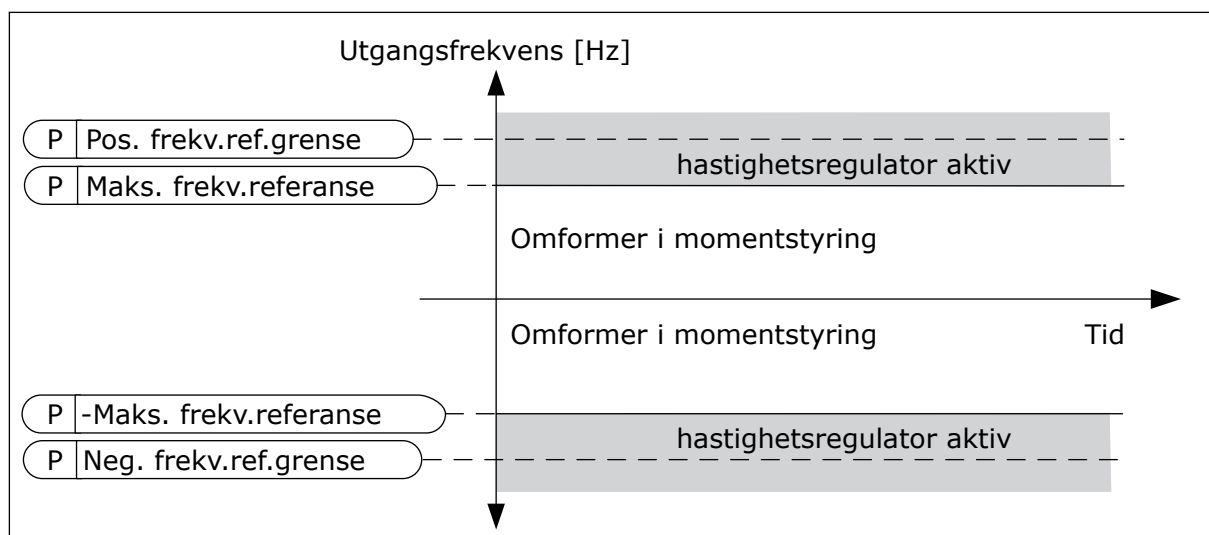 Utgangsfrekvens [Hz]
P Pos. frekv.ref.grense
hastighetsregulator aktiv
P Maks. frekv.referanse
Omformer i momentstyring
Omformer i momentstyring
Tid
P -Maks. frekv.referanse
hastighetsregulator aktiv
P Neg. frekv.ref.grense